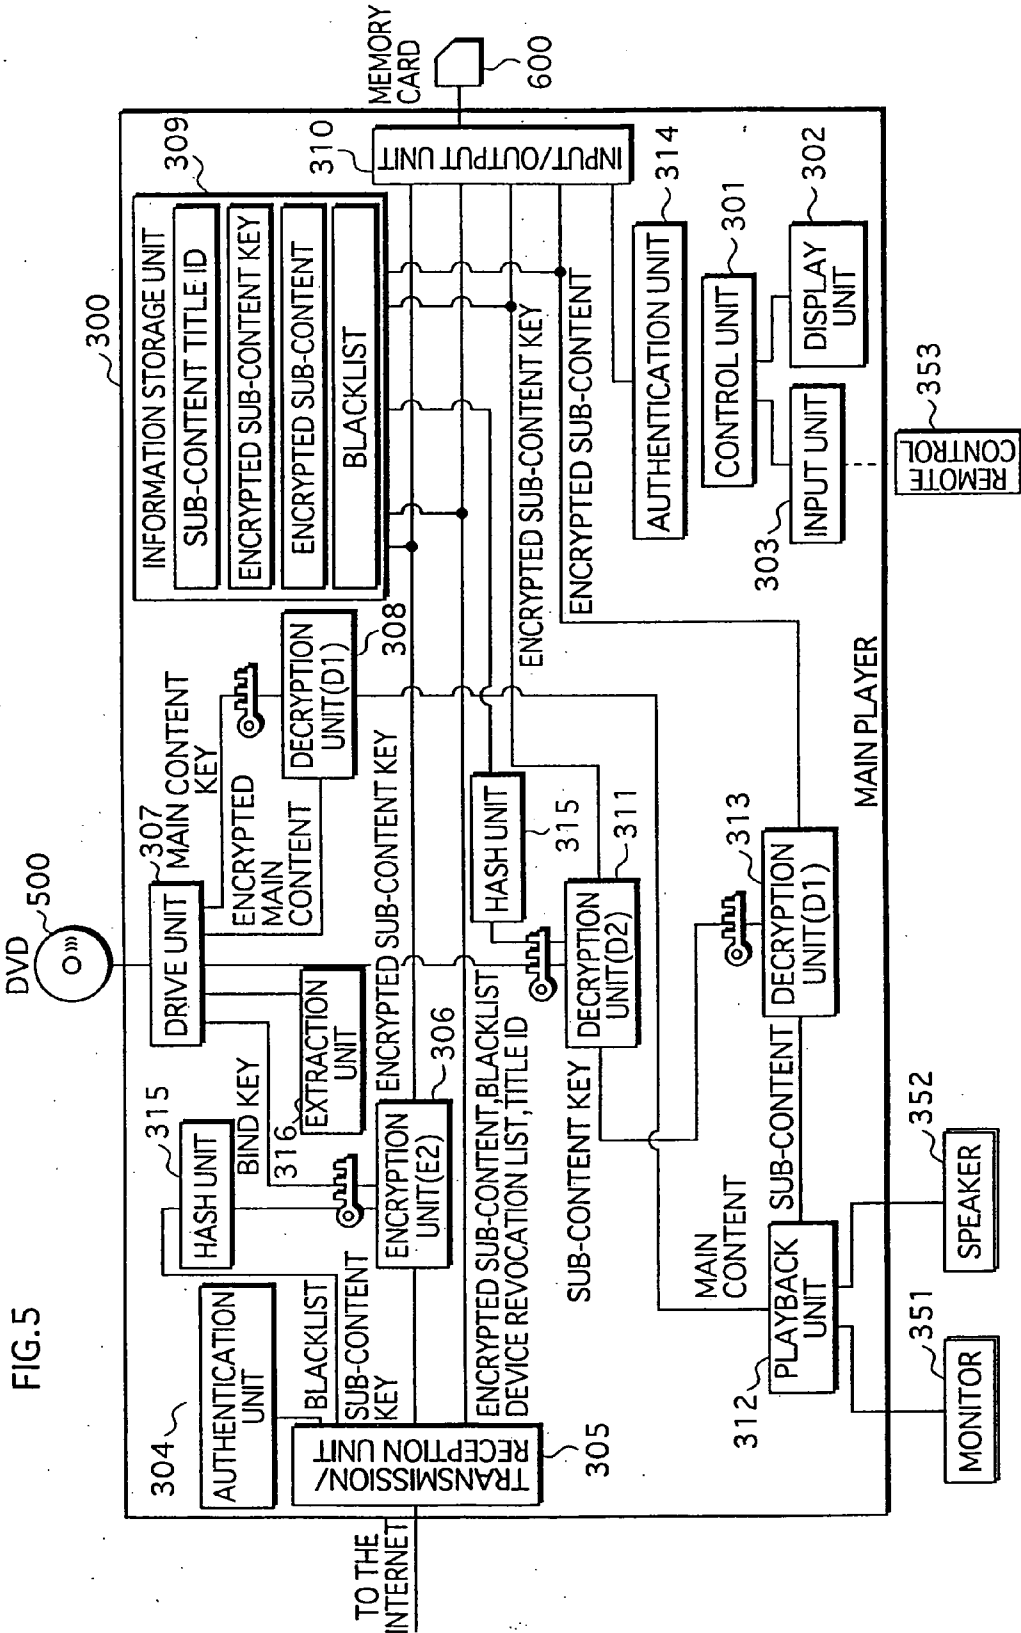 FIG.5
DVD
500
300
MAIN PLAYER
TO THE
INTERNET
TRANSMISSION/
RECEPTION UNIT
305
304
AUTHENTICATION
UNIT
BLACKLIST
SUB-CONTENT
KEY
315
HASH UNIT
BIND KEY
ENCRYPTION
UNIT(E2)
306
316
EXTRACTION
UNIT
307
DRIVE UNIT
MAIN CONTENT
KEY
ENCRYPTED
MAIN
CONTENT
DECRYPTION
UNIT(D1)
308
ENCRYPTED SUB-CONTENT KEY
ENCRYPTED SUB-CONTENT,BLACKLIST
DEVICE REVOCATION LIST,TITLE ID
309
INFORMATION STORAGE UNIT
SUB-CONTENT TITLE ID
ENCRYPTED SUB-CONTENT KEY
ENCRYPTED SUB-CONTENT
BLACKLIST
310
INPUT/OUTPUT UNIT
MEMORY
CARD
600
HASH UNIT
315
DECRYPTION
UNIT(D2)
311
SUB-CONTENT KEY
ENCRYPTED SUB-CONTENT KEY
ENCRYPTED SUB-CONTENT
AUTHENTICATION UNIT
314
CONTROL UNIT
301
DISPLAY
UNIT
302
303
INPUT UNIT
REMOTE
CONTROL
353
313
DECRYPTION
UNIT(D1)
SUB-CONTENT
MAIN
CONTENT
312
PLAYBACK
UNIT
MONITOR
351
SPEAKER
352